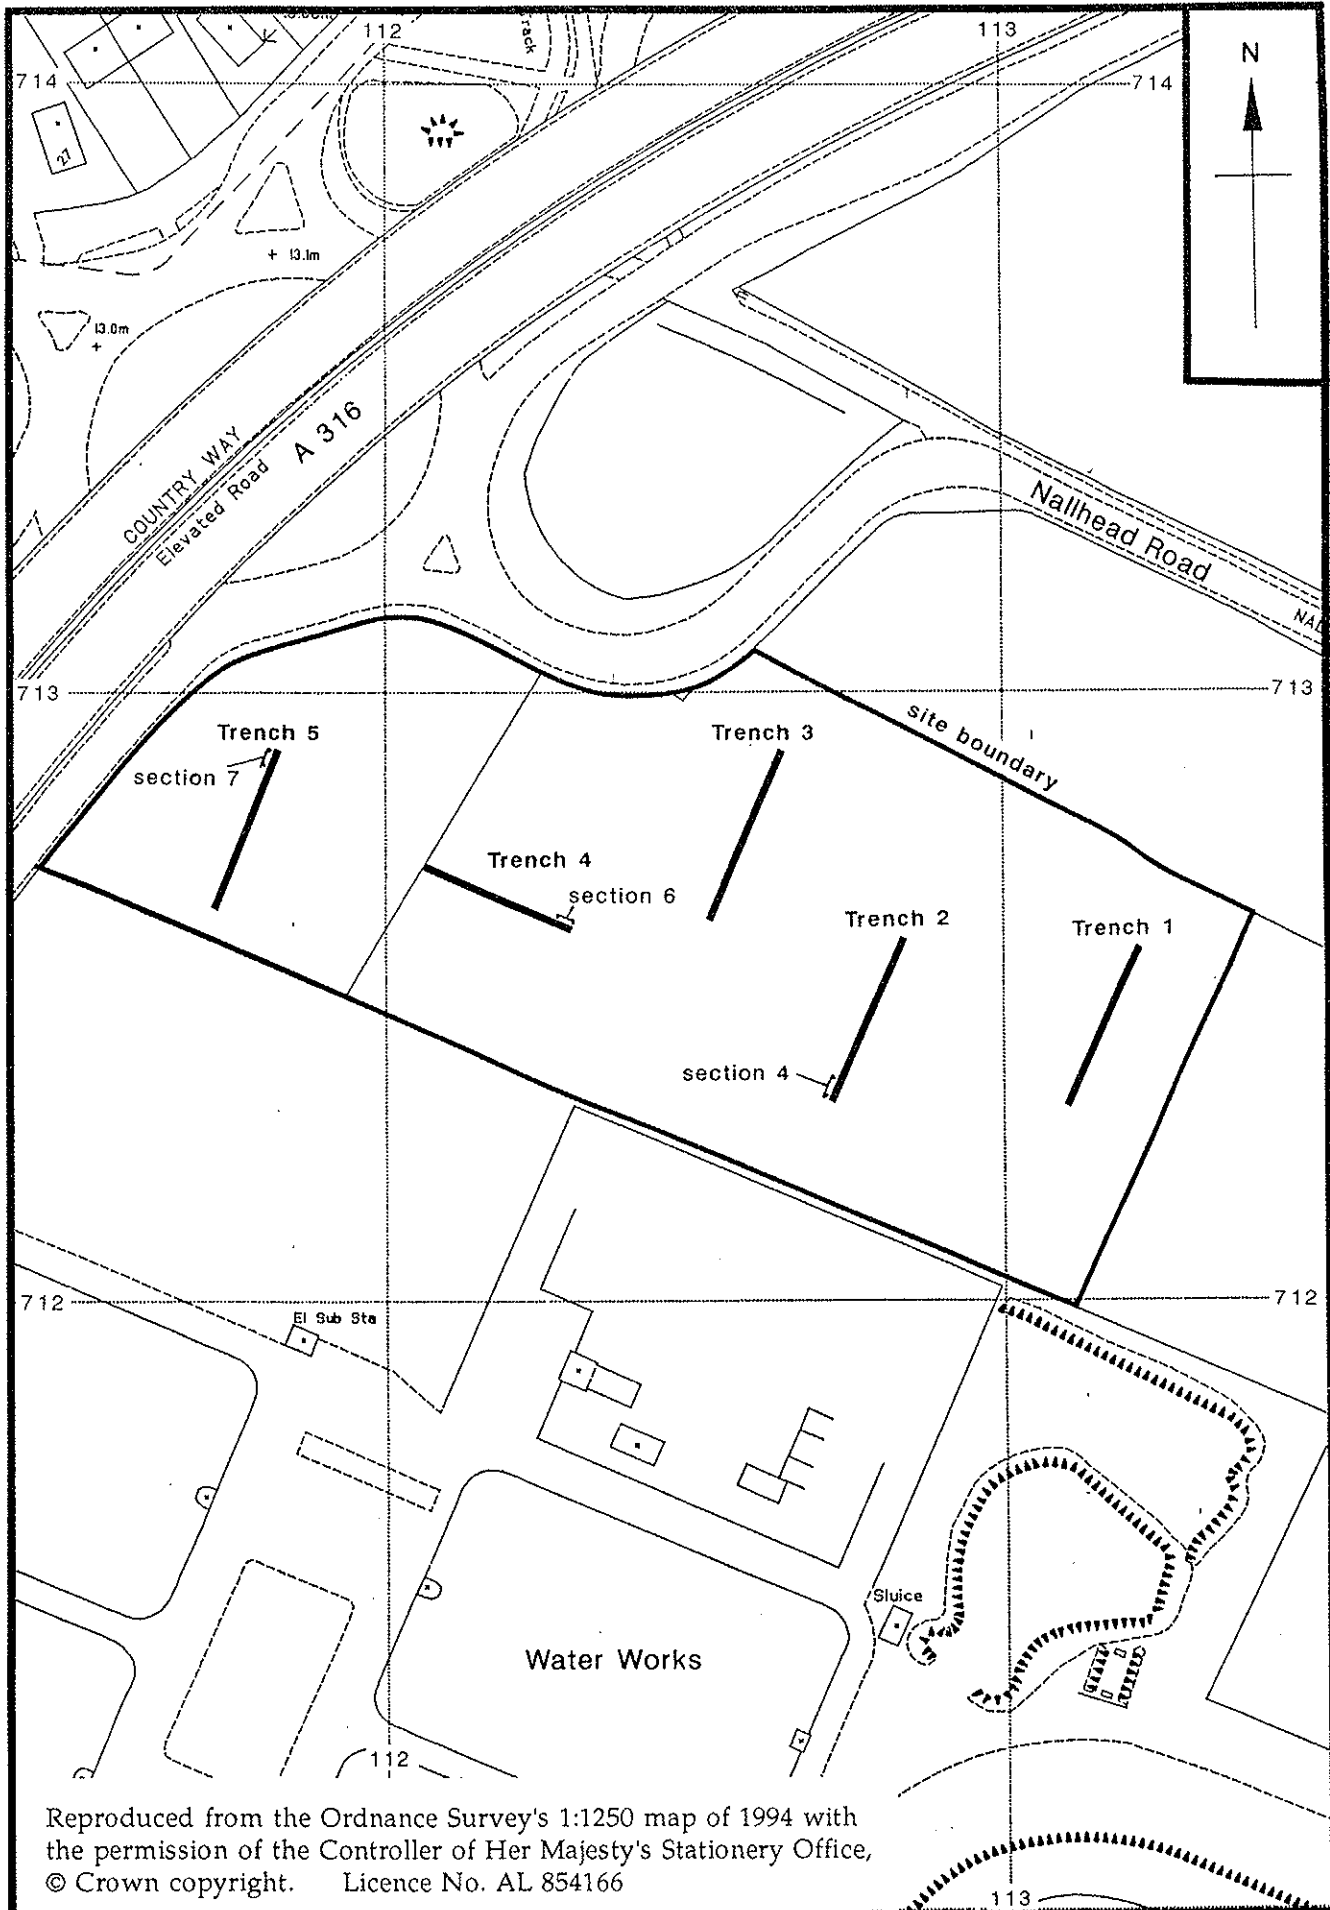 112
113
N
rack
714
714
27
13.1m
13.0m
COUNTRY WAY
Elevated Road
A 316
Nallhead Road
NAL
713
713
site boundary
Trench 5
Trench 3
section 7
Trench 4
section 6
Trench 2
Trench 1
section 4
712
712
El Sub Sta
Sluice
Water Works
112
Reproduced from the Ordnance Survey's 1:1250 map of 1994 with
the permission of the Controller of Her Majesty's Stationery Office,
© Crown copyright. Licence No. AL 854166
113